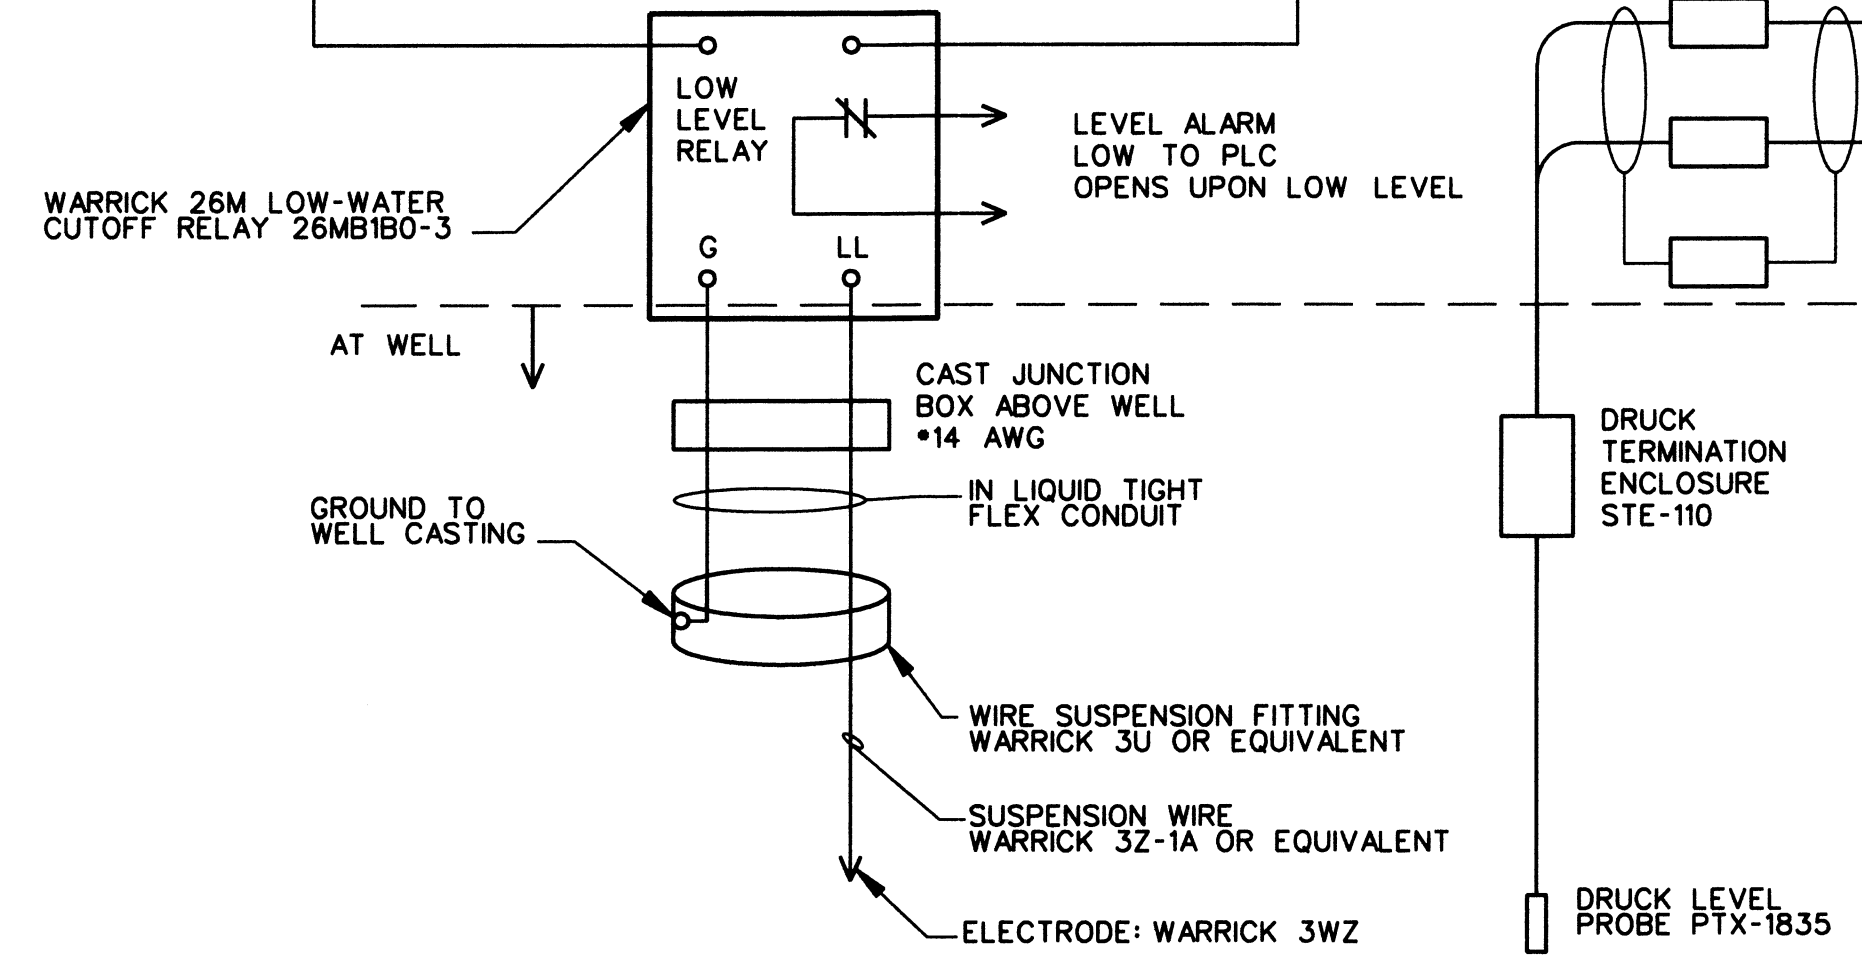 LOW
LEVEL
RELAY
LEVEL ALARM
LOW TO PLC
OPENS UPON LOW LEVEL
WARRICK 26M LOW-WATER
CUTOFF RELAY 26MB1B0-3
G
LL
AT WELL
CAST JUNCTION
BOX ABOVE WELL
•14 AWG
IN LIQUID TIGHT
FLEX CONDUIT
GROUND TO
WELL CASTING
DRUCK
TERMINATION
ENCLOSURE
STE-110
WIRE SUSPENSION FITTING
WARRICK 3U OR EQUIVALENT
SUSPENSION WIRE
WARRICK 3Z-1A OR EQUIVALENT
ELECTRODE: WARRICK 3WZ
DRUCK LEVEL
PROBE PTX-1835